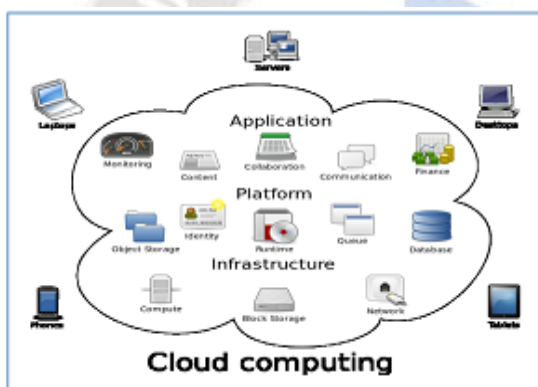 Servers
Laptops
Desktops
Application
Monitoring
Content
Collaboration
Communication
Finance
Platform
Object Storage
Identity
Runtime
Queue
Database
Infrastructure
Compute
Block Storage
Network
Phones
Tablets
Cloud computing